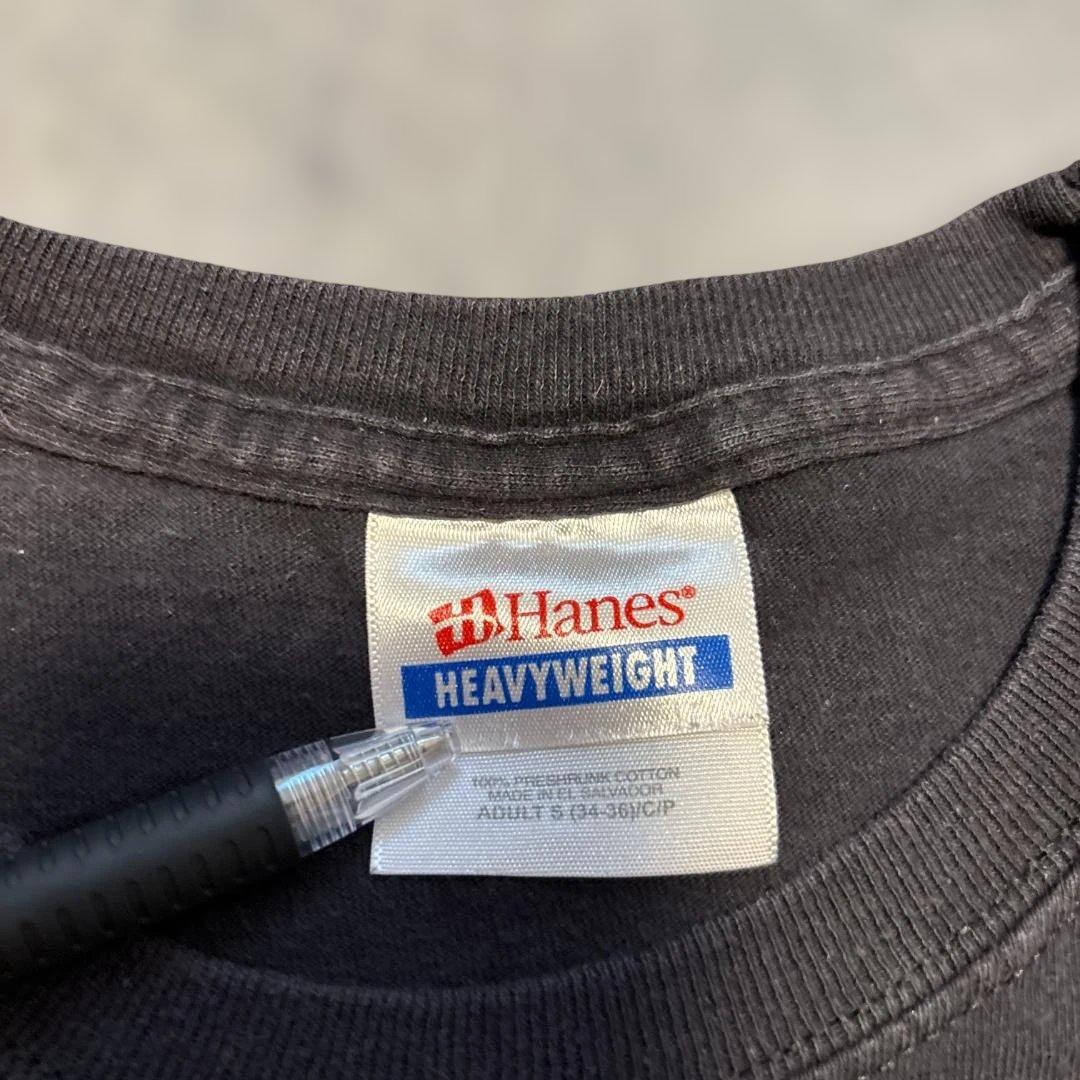 Hanes®
HEAVYWEIGHT
100% PRESHRUNK COTTON
MADE IN EL SALVADOR
ADULT S (34-36)/C/P